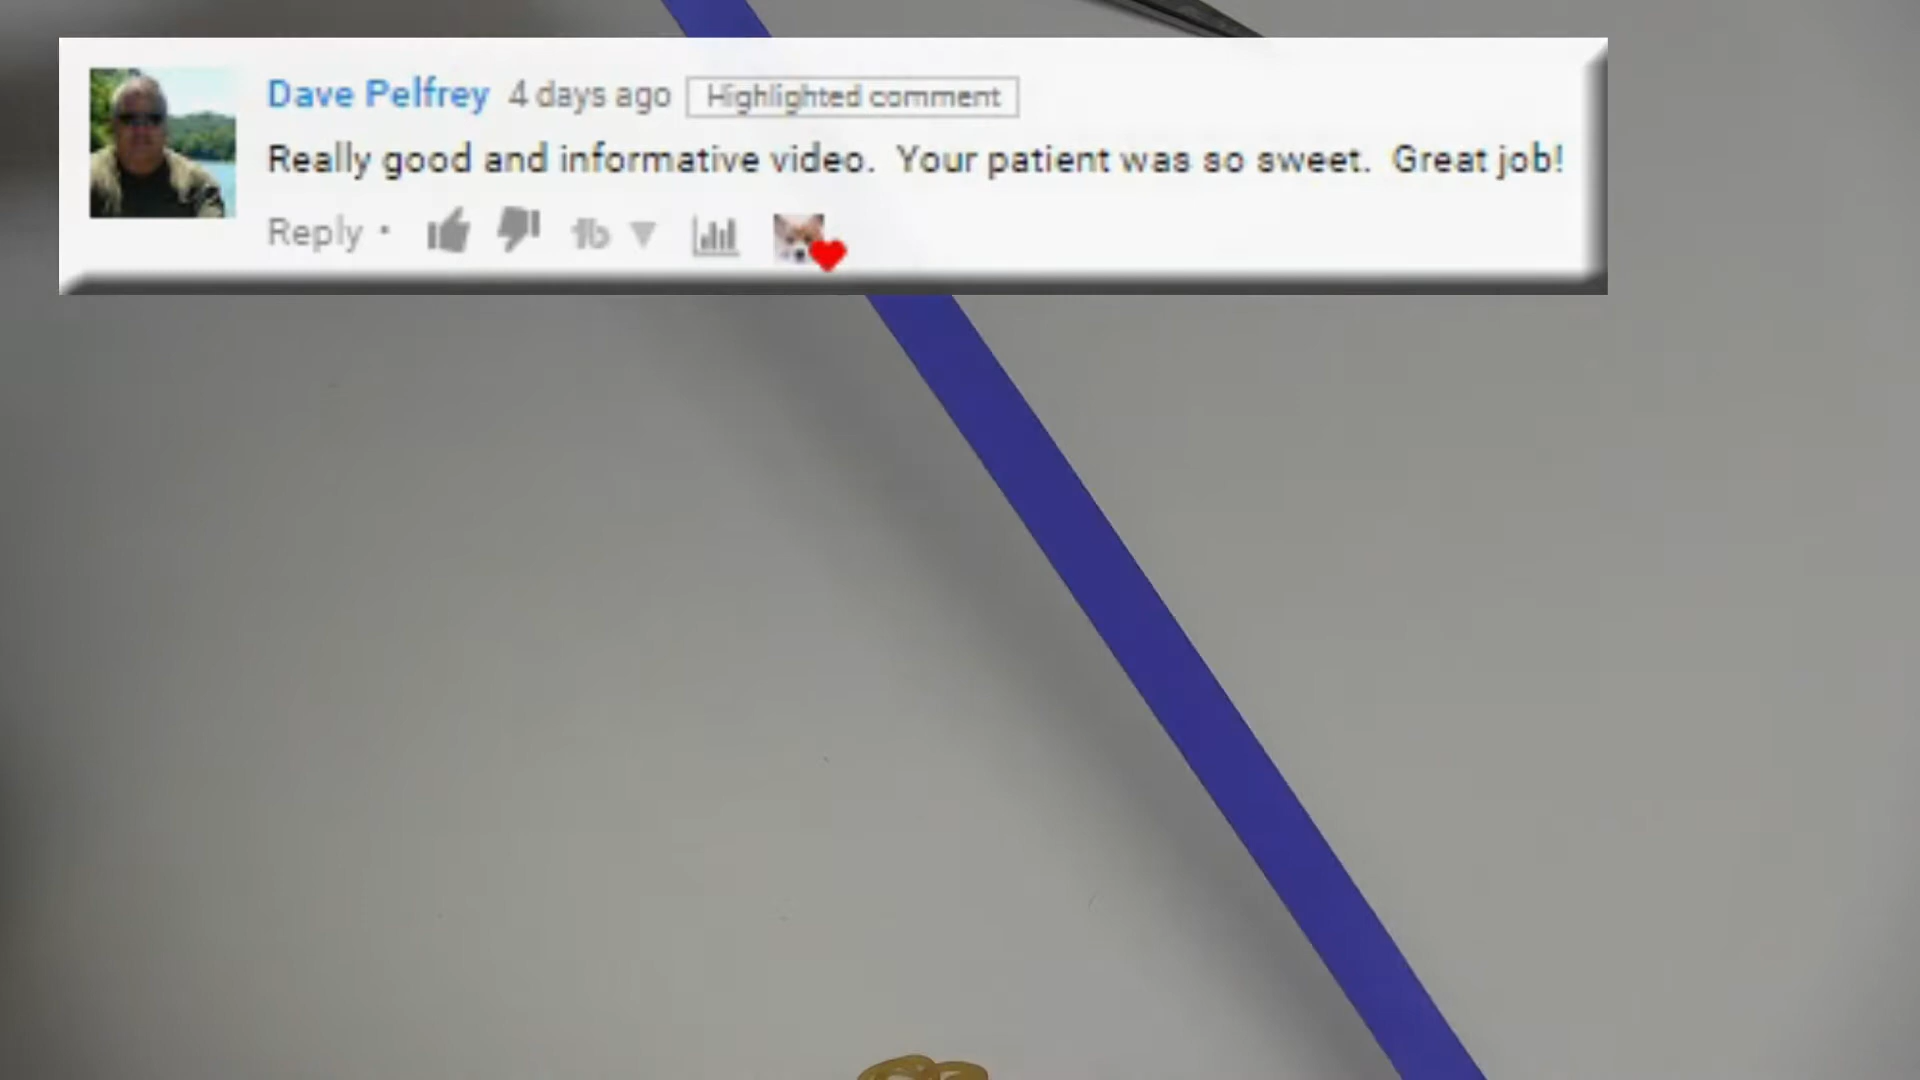 Dave Pelfrey 4 days ago Highlighted comment
Really good and informative video. Your patient was so sweet. Great job!
Reply •